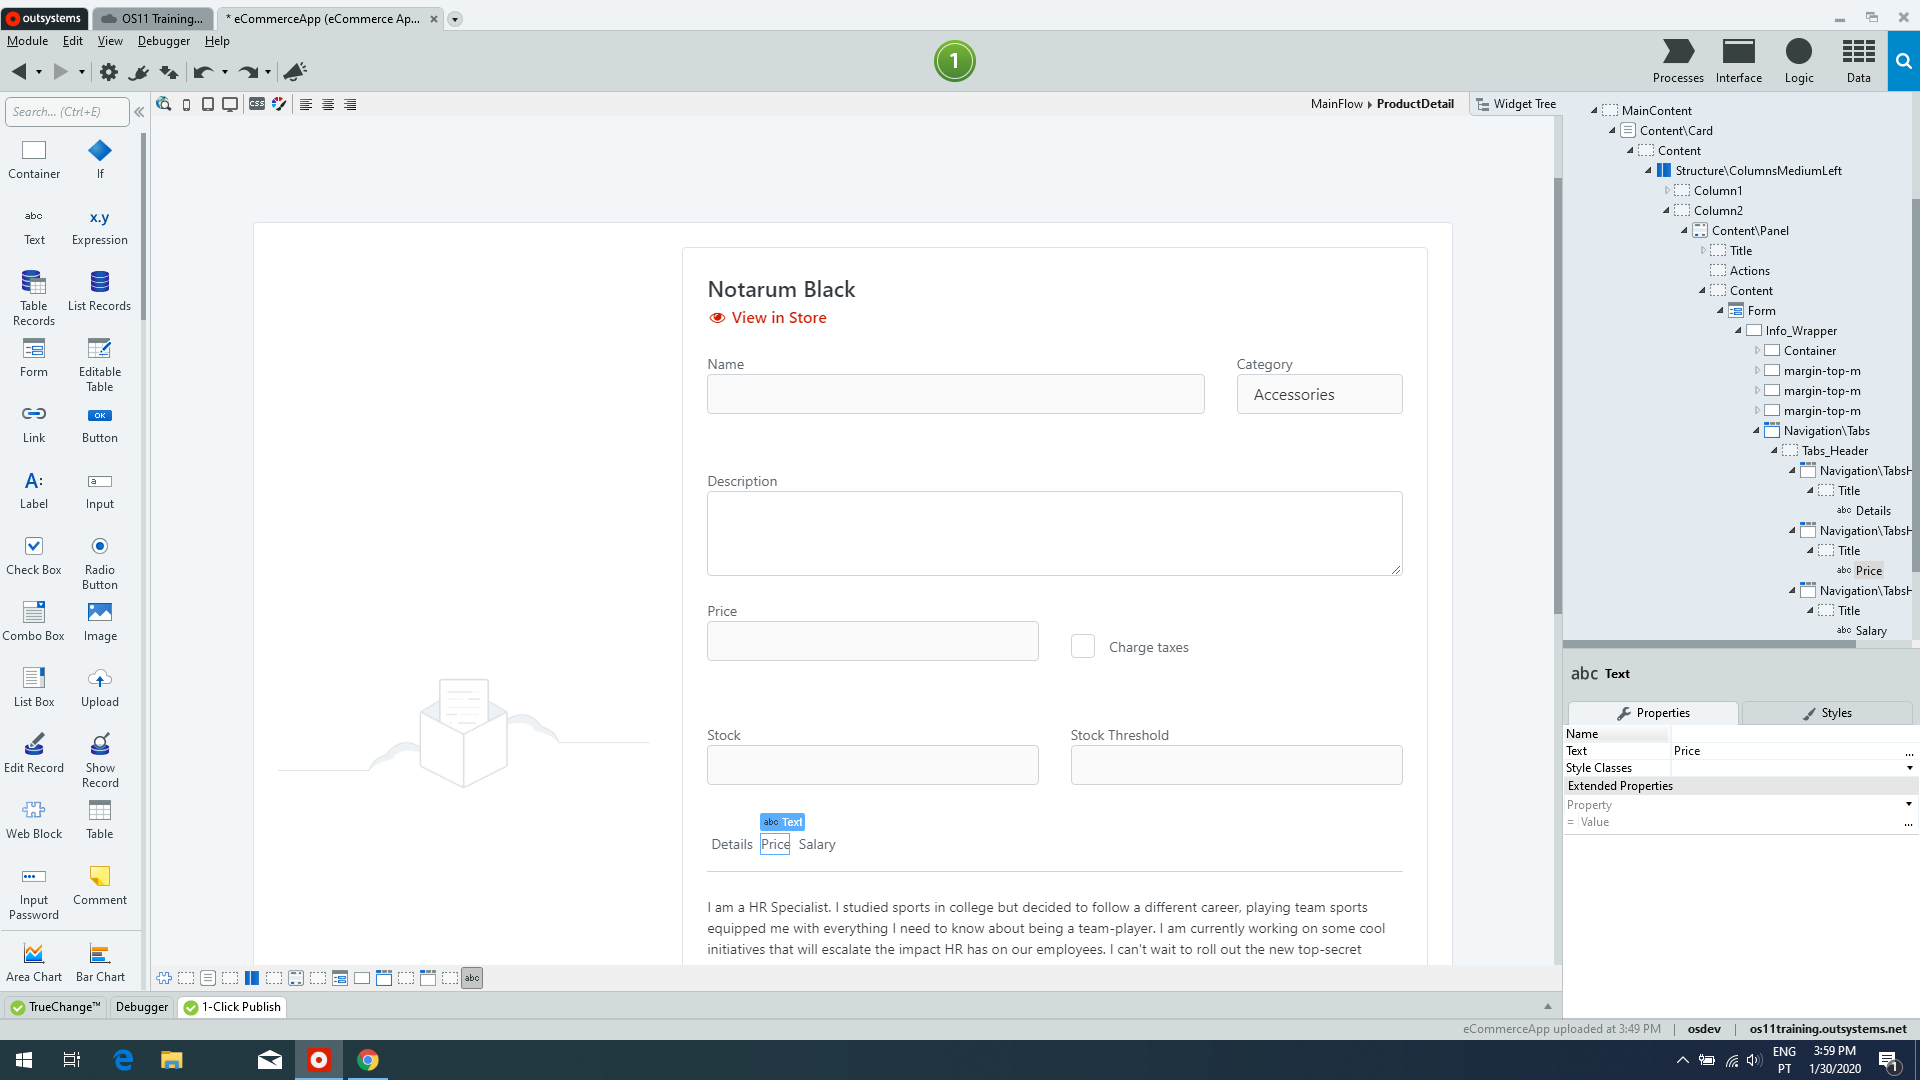 outsystems
OS11 Training...
* eCommerceApp (eCommerce Ap...
Module Edit View Debugger Help
1
Processes Interface Logic Data
Search... (Ctrl+E)
MainFlow ProductDetail
Widget Tree
Container
If
abc
Text
x.y
Expression
Table Records
List Records
Form
Editable Table
Link
OK
Button
A:
Label
a
Input
Check Box
Radio Button
Combo Box
Image
List Box
Upload
Edit Record
Show Record
Web Block
Table
Input Password
Comment
Area Chart
Bar Chart
CSS
Notarum Black
View in Store
Name
Category
Accessories
Description
Price
Charge taxes
Stock
Stock Threshold
abc Text
Details Price Salary
I am a HR Specialist. I studied sports in college but decided to follow a different career, playing team sports
equipped me with everything I need to know about being a team-player. I am currently working on some cool
initiatives that will escalate the impact HR has on our employees. I can't wait to roll out the new top-secret
abc
MainContent
Content\Card
Content
Structure\ColumnsMediumLeft
Column1
Column2
Content\Panel
Title
Actions
Content
Form
Info_Wrapper
Container
margin-top-m
margin-top-m
margin-top-m
Navigation\Tabs
Tabs_Header
Navigation\TabsH
Title
abc Details
Navigation\TabsH
Title
abc Price
Navigation\TabsH
Title
abc Salary
abc Text
Properties
Styles
Name
Text Price ...
Style Classes
Extended Properties
Property
= Value ...
TrueChange™ Debugger 1-Click Publish
eCommerceApp uploaded at 3:49 PM | osdev | os11training.outsystems.net
ENG
PT
3:59 PM
1/30/2020
1